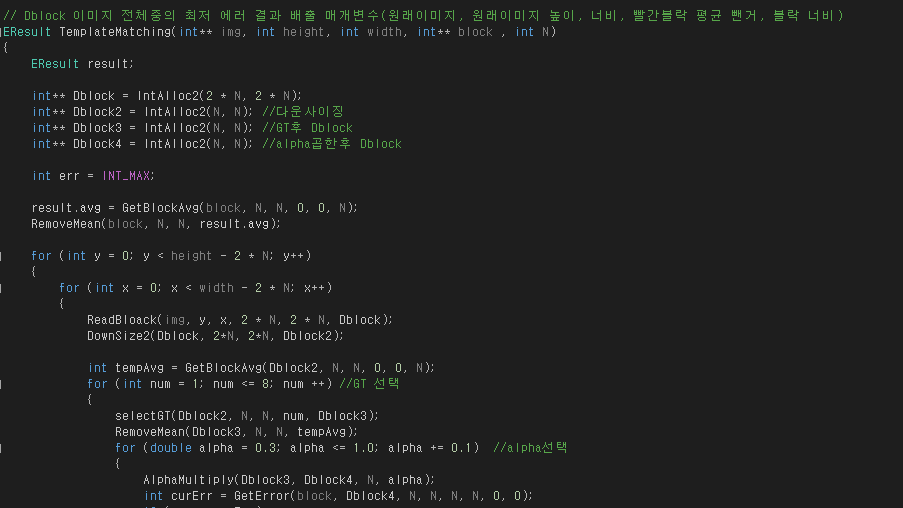 // Dblock 이미지 전체중의 최저 에러 결과 배출 매개변수(원래이미지, 원래이미지 높이, 너비, 빨간블락 평균 뺀거, 블락 너비)
EResult TemplateMatching(int** img, int height, int width, int** block , int N)
{
EResult result;
int** Dblock = IntAlloc2(2 * N, 2 * N);
int** Dblock2 = IntAlloc2(N, N); //다운사이징
int** Dblock3 = IntAlloc2(N, N); //GT후 Dblock
int** Dblock4 = IntAlloc2(N, N); //alpha곱한후 Dblock
int err = INT_MAX;
result.avg = GetBlockAvg(block, N, N, 0, 0, N);
RemoveMean(block, N, N, result.avg);
for (int y = 0; y < height - 2 * N; y++)
{
for (int x = 0; x < width - 2 * N; x++)
{
ReadBloack(img, y, x, 2 * N, 2 * N, Dblock);
DownSize2(Dblock, 2*N, 2*N, Dblock2);
int tempAvg = GetBlockAvg(Dblock2, N, N, 0, 0, N);
for (int num = 1; num <= 8; num ++) //GT 선택
{
selectGT(Dblock2, N, N, num, Dblock3);
RemoveMean(Dblock3, N, N, tempAvg);
for (double alpha = 0.3; alpha <= 1.0; alpha += 0.1) //alpha선택
{
AlphaMultiply(Dblock3, Dblock4, N, alpha);
int curErr = GetError(block, Dblock4, N, N, N, N, 0, 0);